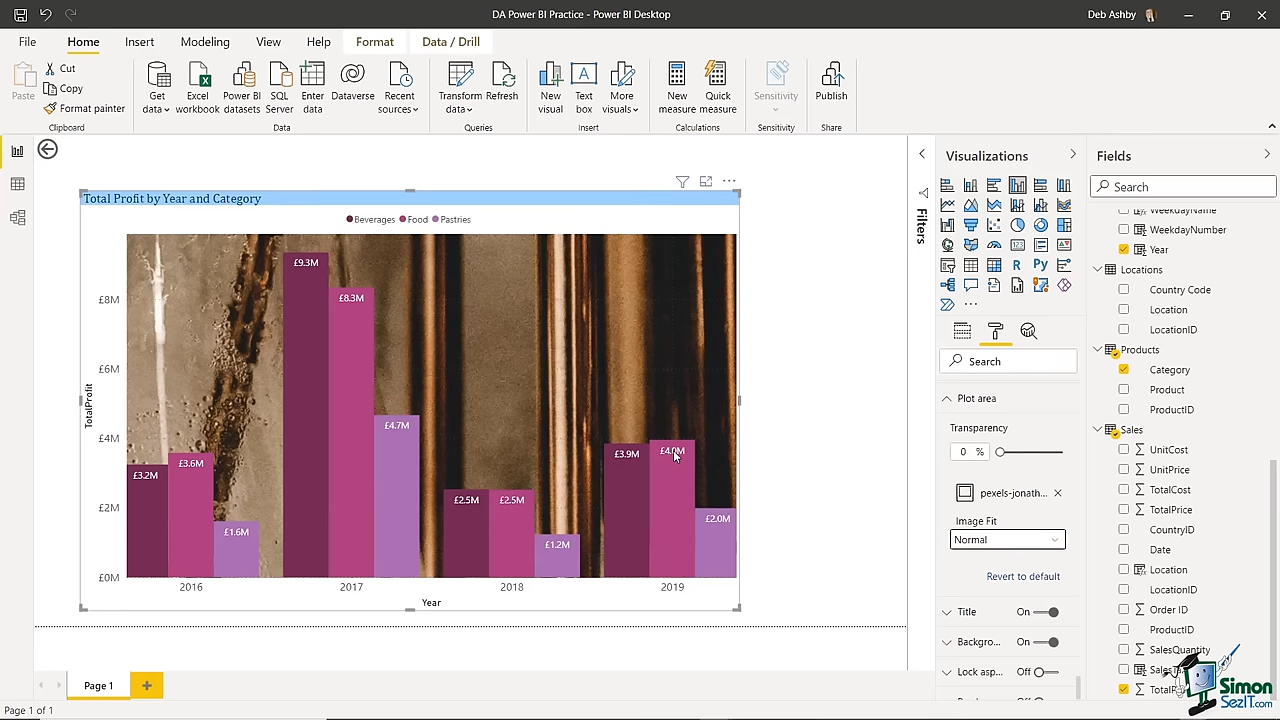 DA Power BI Practice - Power BI Desktop
Deb Ashby
File Home Insert Modeling View Help Format Data / Drill
Paste
Cut
Copy
Format painter
Clipboard
Get data
Excel workbook
Power BI datasets
SQL Server
Enter data
Dataverse
Recent sources
Data
Transform data
Refresh
Queries
New visual
Text box
More visuals
Insert
New measure
Quick measure
Calculations
Sensitivity
Sensitivity
Publish
Share
Total Profit by Year and Category
Beverages Food Pastries
TotalProfit
£8M
£6M
£4M
£2M
£0M
£3.2M
£3.6M
£1.6M
£9.3M
£8.3M
£4.7M
£2.5M
£2.5M
£1.2M
£3.9M
£4.0M
£2.0M
2016 2017 2018 2019
Year
Filters
Visualizations
R
Py
123
Search
Plot area
Transparency
0 %
pexels-jonath...
Image Fit
Normal
Revert to default
Title On
Backgro... On
Lock asp... Off
Fields
Search
WeekdayName
WeekdayNumber
Year
Locations
Country Code
Location
LocationID
Products
Category
Product
ProductID
Sales
UnitCost
UnitPrice
TotalCost
TotalPrice
CountryID
Date
Location
LocationID
Order ID
ProductID
SalesQuantity
Simon
SezIT.com
Page 1
Page 1 of 1